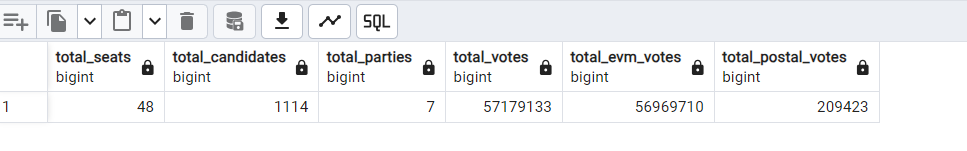 SQL
total_seats total_candidates total_parties total_votes total_evm_votes total_postal_votes
bigint bigint bigint bigint bigint bigint
1 48 1114 7 57179133 56969710 209423